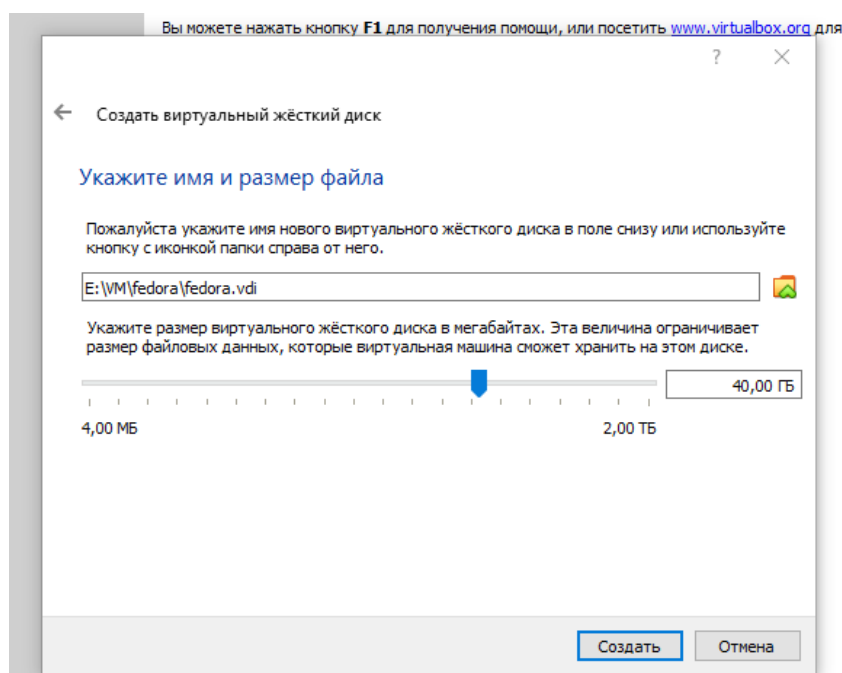 Вы можете нажать кнопку F1 для получения помощи, или посетить www.virtualbox.org для
?
Создать виртуальный жёсткий диск
Укажите имя и размер файла
Пожалуйста укажите имя нового виртуального жёсткого диска в поле снизу или используйте
кнопку с иконкой папки справа от него.
E:\VM\fedora\fedora.vdi
Укажите размер виртуального жёсткого диска в мегабайтах. Эта величина ограничивает
размер файловых данных, которые виртуальная машина сможет хранить на этом диске.
40,00 ГБ
4,00 МБ 2,00 ТБ
Создать Отмена